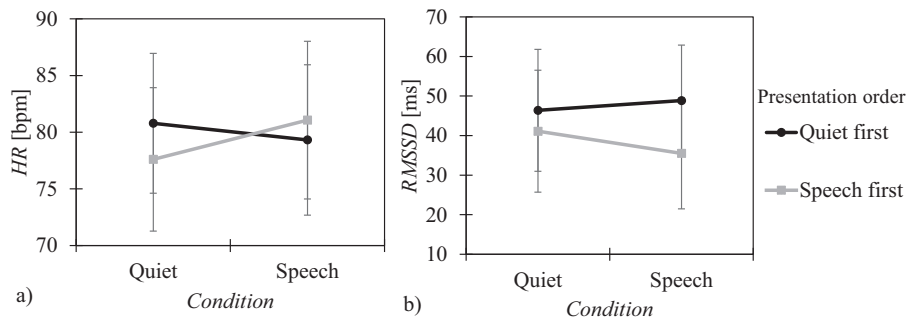 90
85
80
75
70
HR [bpm]
Quiet
Speech
Condition
a)
70
60
50
40
30
20
10
RMSSD [ms]
Quiet
Speech
Condition
b)
Presentation order
Quiet first
Speech first